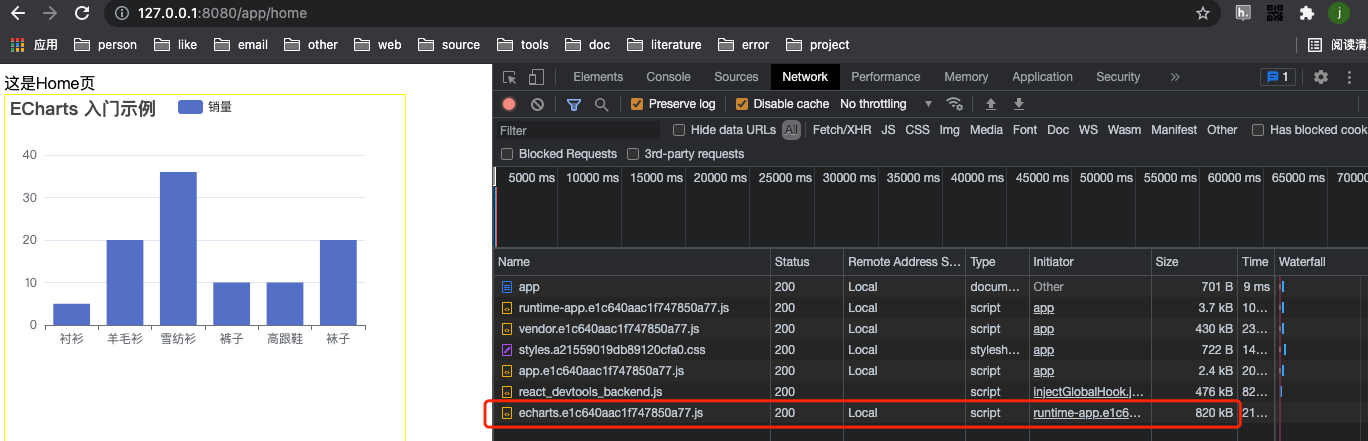 127.0.0.1:8080/app/home
h.
j
应用 person like email other web source tools doc literature error project 阅读清
这是Home页
ECharts 入门示例 销量
40
30
20
10
0
衬衫 羊毛衫 雪纺衫 裤子 高跟鞋 袜子
Elements Console Sources Network Performance Memory Application Security » 1
Preserve log Disable cache No throttling
Filter Hide data URLs All Fetch/XHR JS CSS Img Media Font Doc WS Wasm Manifest Other Has blocked cook
Blocked Requests 3rd-party requests
5000 ms 10000 ms 15000 ms 20000 ms 25000 ms 30000 ms 35000 ms 40000 ms 45000 ms 50000 ms 55000 ms 60000 ms 65000 ms 70000
Name Status Remote Address S... Type Initiator Size Time Waterfall
app 200 Local docum... Other 701 B 9 ms
runtime-app.e1c640aac1f747850a77.js 200 Local script app 3.7 kB 10...
vendor.e1c640aac1f747850a77.js 200 Local script app 430 kB 23...
styles.a21559019db89120cfa0.css 200 Local stylesh... app 722 B 14...
app.e1c640aac1f747850a77.js 200 Local script app 2.4 kB 20...
react_devtools_backend.js 200 script injectGlobalHook.j... 476 kB 82...
echarts.e1c640aac1f747850a77.js 200 Local script runtime-app.e1c6... 820 kB 21...